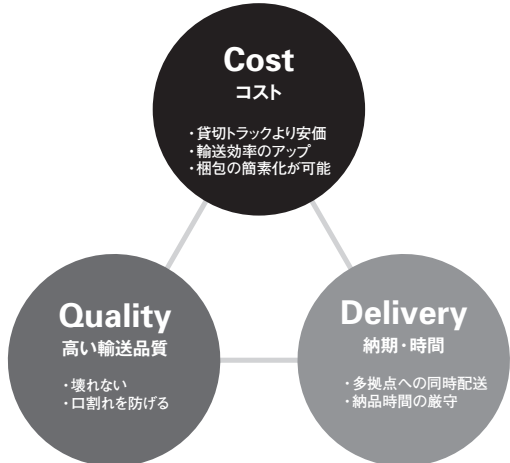 Cost
コスト
・貸切トラックより安価
・輸送効率のアップ
・梱包の簡素化が可能
Quality
高い輸送品質
・壊れない
・口割れを防げる
Delivery
納期・時間
・多拠点への同時配送
・納品時間の厳守